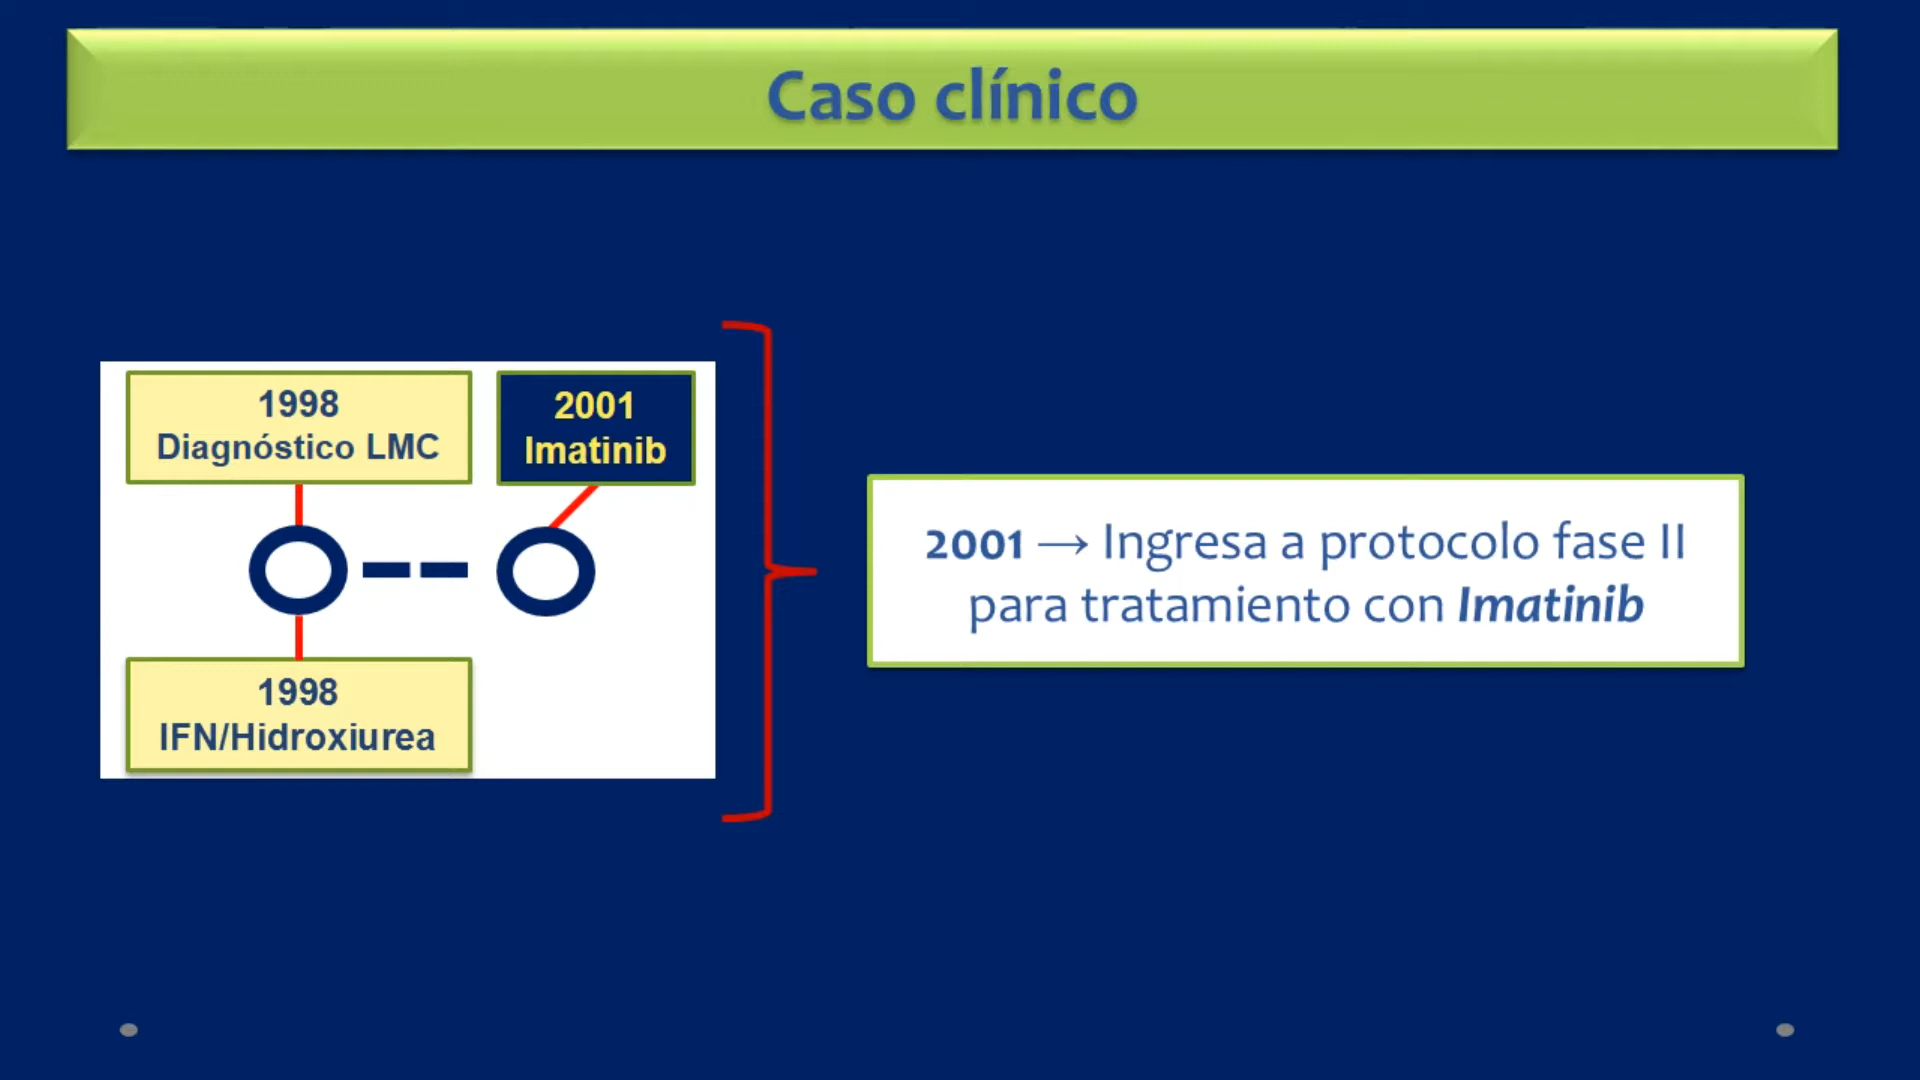 Caso clínico
1998
Diagnóstico LMC
2001
Imatinib
1998
IFN/Hidroxiurea
2001 → Ingresa a protocolo fase II
para tratamiento con Imatinib